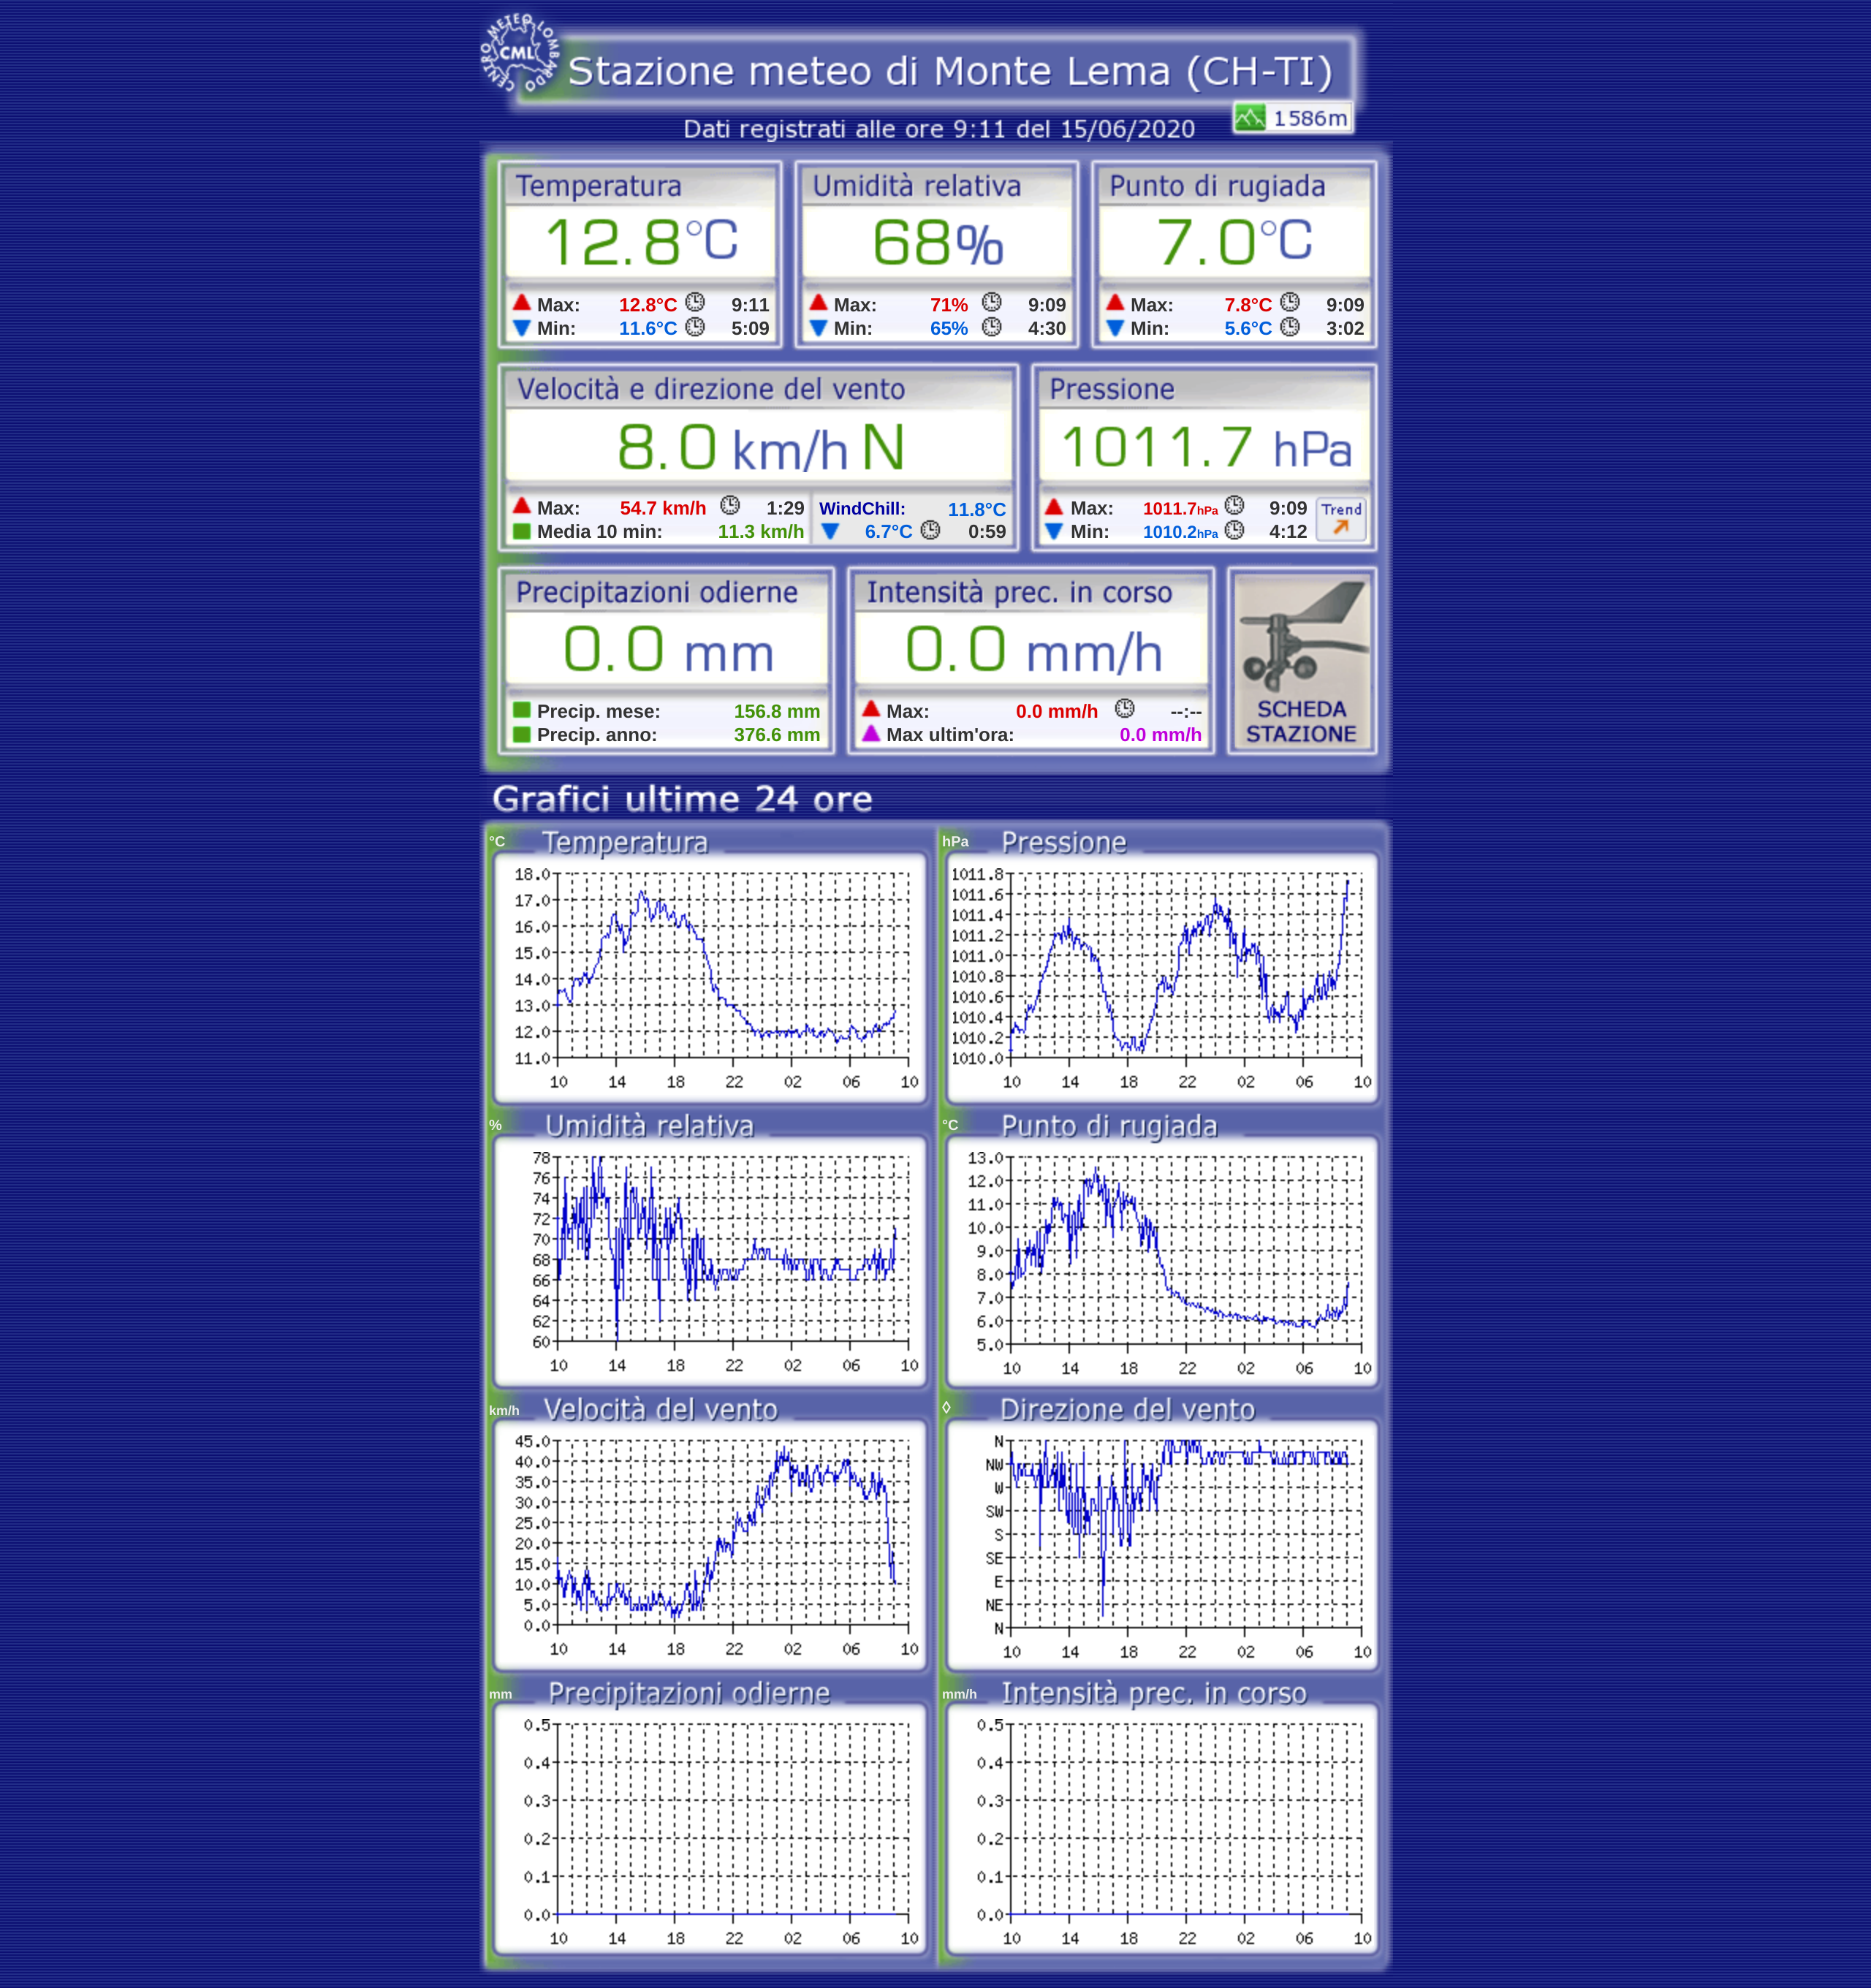 CENTRO METEO LOMBARDO
CML
Stazione meteo di Monte Lema (CH-TI)
1586m
Dati registrati alle ore 9:11 del 15/06/2020
Temperatura
12.8°C
Max: 12.8°C 9:11
Min: 11.6°C 5:09
Umidità relativa
68%
Max: 71% 9:09
Min: 65% 4:30
Punto di rugiada
7.0°C
Max: 7.8°C 9:09
Min: 5.6°C 3:02
Velocità e direzione del vento
8.0 km/h N
Max: 54.7 km/h 1:29
Media 10 min: 11.3 km/h
WindChill: 11.8°C
6.7°C 0:59
Pressione
1011.7 hPa
Max: 1011.7hPa 9:09
Min: 1010.2hPa 4:12
Trend
Precipitazioni odierne
0.0 mm
Precip. mese: 156.8 mm
Precip. anno: 376.6 mm
Intensità prec. in corso
0.0 mm/h
Max: 0.0 mm/h --:--
Max ultim'ora: 0.0 mm/h
SCHEDA
STAZIONE
Grafici ultime 24 ore
°C Temperatura
18.0
17.0
16.0
15.0
14.0
13.0
12.0
11.0
10 14 18 22 02 06 10
hPa Pressione
1011.8
1011.6
1011.4
1011.2
1011.0
1010.8
1010.6
1010.4
1010.2
1010.0
10 14 18 22 02 06 10
% Umidità relativa
78
76
74
72
70
68
66
64
62
60
10 14 18 22 02 06 10
°C Punto di rugiada
13.0
12.0
11.0
10.0
9.0
8.0
7.0
6.0
5.0
10 14 18 22 02 06 10
km/h Velocità del vento
45.0
40.0
35.0
30.0
25.0
20.0
15.0
10.0
5.0
0.0
10 14 18 22 02 06 10
◊ Direzione del vento
N
NW
W
SW
S
SE
E
NE
N
10 14 18 22 02 06 10
mm Precipitazioni odierne
0.5
0.4
0.3
0.2
0.1
0.0
10 14 18 22 02 06 10
mm/h Intensità prec. in corso
0.5
0.4
0.3
0.2
0.1
0.0
10 14 18 22 02 06 10